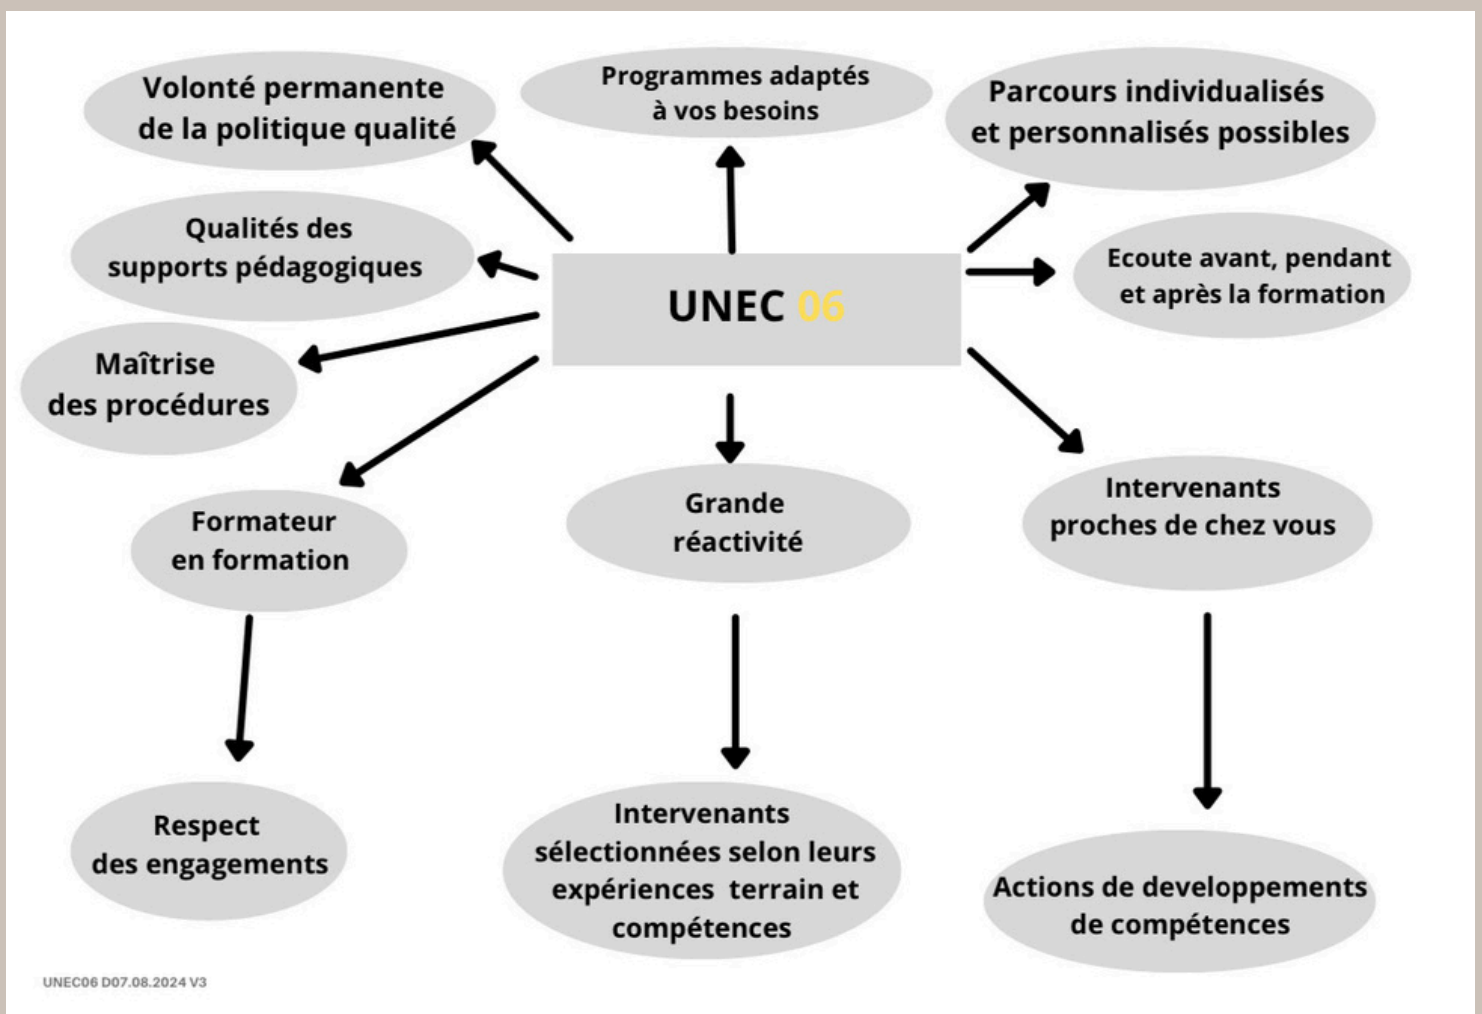 Volonté permanente
de la politique qualité
Programmes adaptés
à vos besoins
Parcours individualisés
et personnalisés possibles
Qualités des
supports pédagogiques
Ecoute avant, pendant
et après la formation
UNEC 06
Maîtrise
des procédures
Formateur
en formation
Grande
réactivité
Intervenants
proches de chez vous
Respect
des engagements
Intervenants
sélectionnées selon leurs
expériences terrain et
compétences
Actions de developpements
de compétences
UNEC06 D07.08.2024 V3